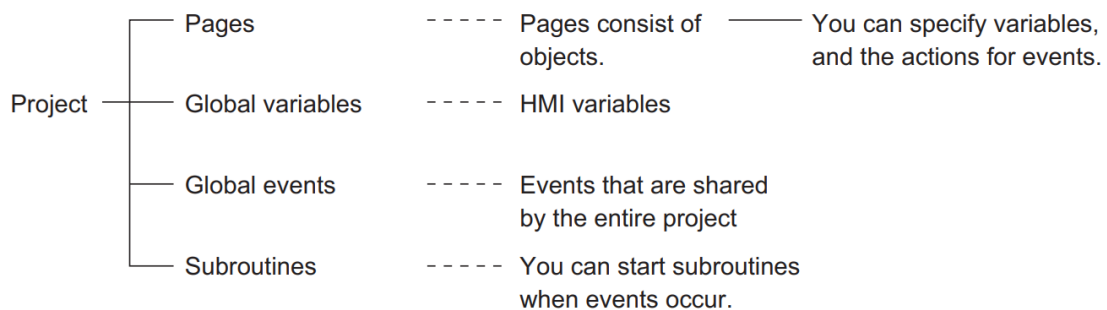 Pages
Pages consist of
objects.
You can specify variables,
and the actions for events.
Project
Global variables
HMI variables
Global events
Events that are shared
by the entire project
Subroutines
You can start subroutines
when events occur.